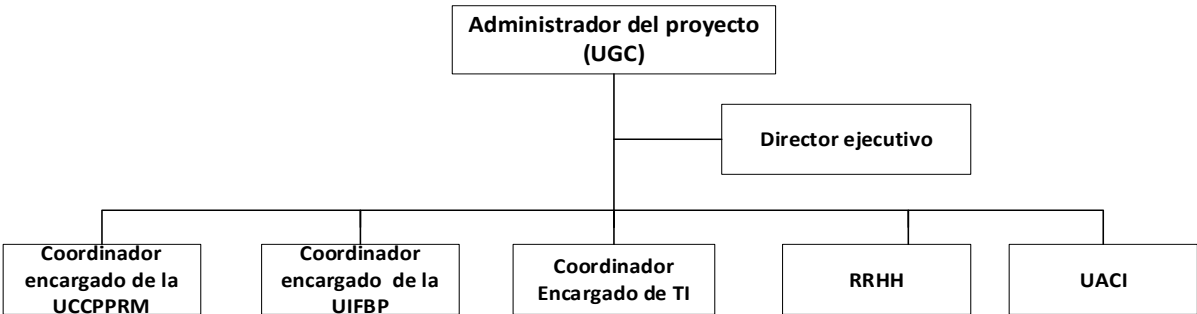 Administrador del proyecto
(UGC)
Director ejecutivo
Coordinador
encargado de la
UCCPPRM
Coordinador
encargado de la
UIFBP
Coordinador
Encargado de TI
RRHH
UACI